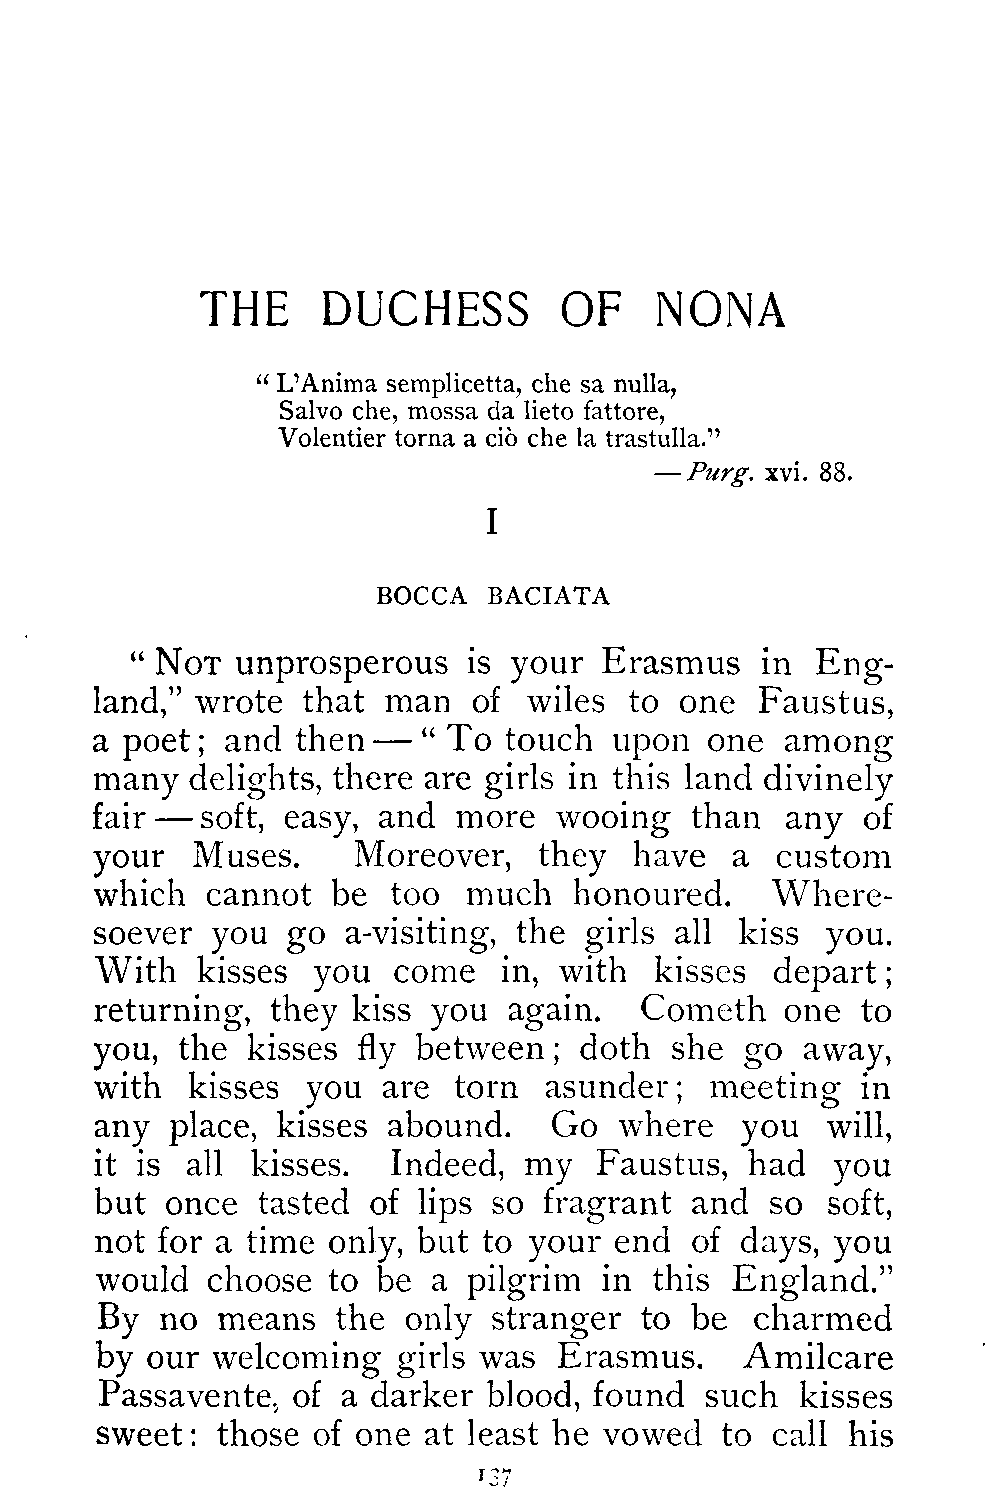 THE DUCHESS OF NONA
“ L’Anima semplicetta, che sa nulla,
Salvo che, mossa da lieto fattore,
Volentier torna a ciò che la trastulla.”
— Purg. xvi. 88.
I
BOCCA BACIATA
“ NOT unprosperous is your Erasmus in Eng-
land,” wrote that man of wiles to one Faustus,
a poet ; and then — “ To touch upon one among
many delights, there are girls in this land divinely
fair — soft, easy, and more wooing than any of
your Muses. Moreover, they have a custom
which cannot be too much honoured. Where-
soever you go a-visiting, the girls all kiss you.
With kisses you come in, with kisses depart ;
returning, they kiss you again. Cometh one to
you, the kisses fly between ; doth she go away,
with kisses you are torn asunder ; meeting in
any place, kisses abound. Go where you will,
it is all kisses. Indeed, my Faustus, had you
but once tasted of lips so fragrant and so soft,
not for a time only, but to your end of days, you
would choose to be a pilgrim in this England.”
By no means the only stranger to be charmed
by our welcoming girls was Erasmus. Amilcare
Passavente, of a darker blood, found such kisses
sweet : those of one at least he vowed to call his
137